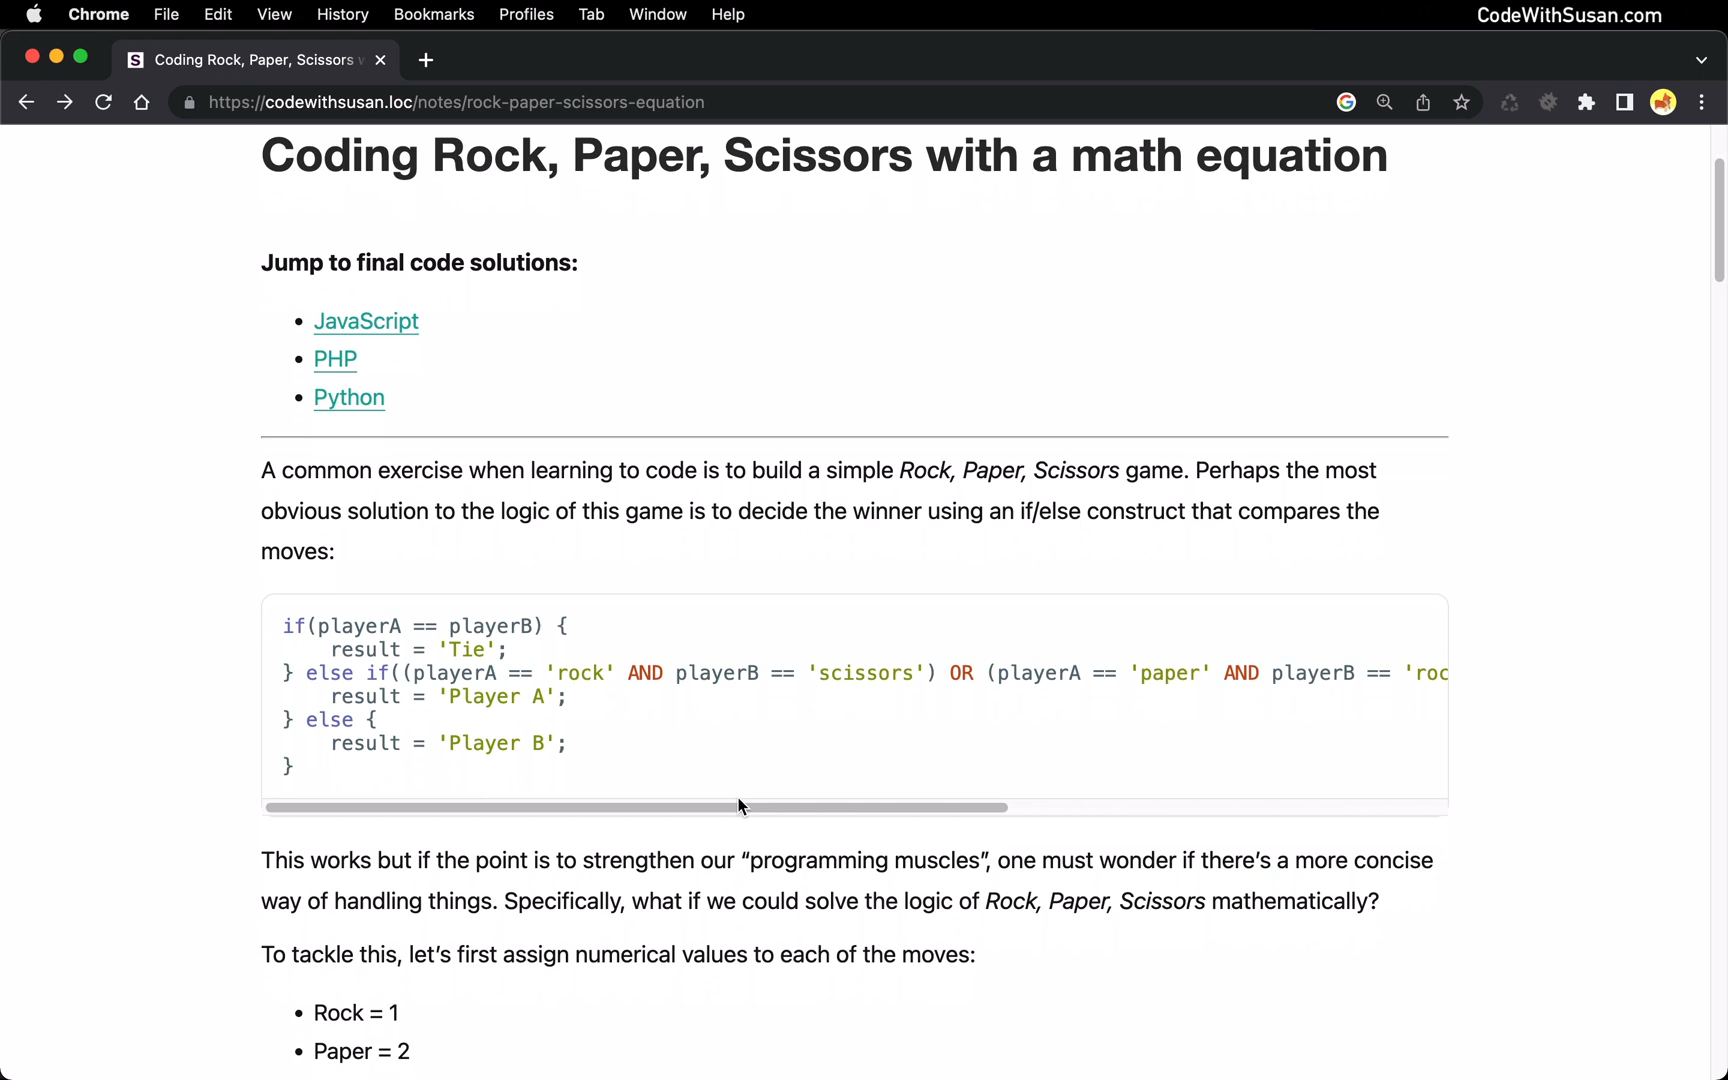 Chrome File Edit View History Bookmarks Profiles Tab Window Help CodeWithSusan.com
S Coding Rock, Paper, Scissors
https://codewithsusan.loc/notes/rock-paper-scissors-equation
Coding Rock, Paper, Scissors with a math equation
Jump to final code solutions:
• JavaScript
• PHP
• Python
A common exercise when learning to code is to build a simple Rock, Paper, Scissors game. Perhaps the most
obvious solution to the logic of this game is to decide the winner using an if/else construct that compares the
moves:
if(playerA == playerB) {
    result = 'Tie';
} else if((playerA == 'rock' AND playerB == 'scissors') OR (playerA == 'paper' AND playerB == 'roc
    result = 'Player A';
} else {
    result = 'Player B';
}
This works but if the point is to strengthen our “programming muscles”, one must wonder if there’s a more concise
way of handling things. Specifically, what if we could solve the logic of Rock, Paper, Scissors mathematically?
To tackle this, let’s first assign numerical values to each of the moves:
• Rock = 1
• Paper = 2